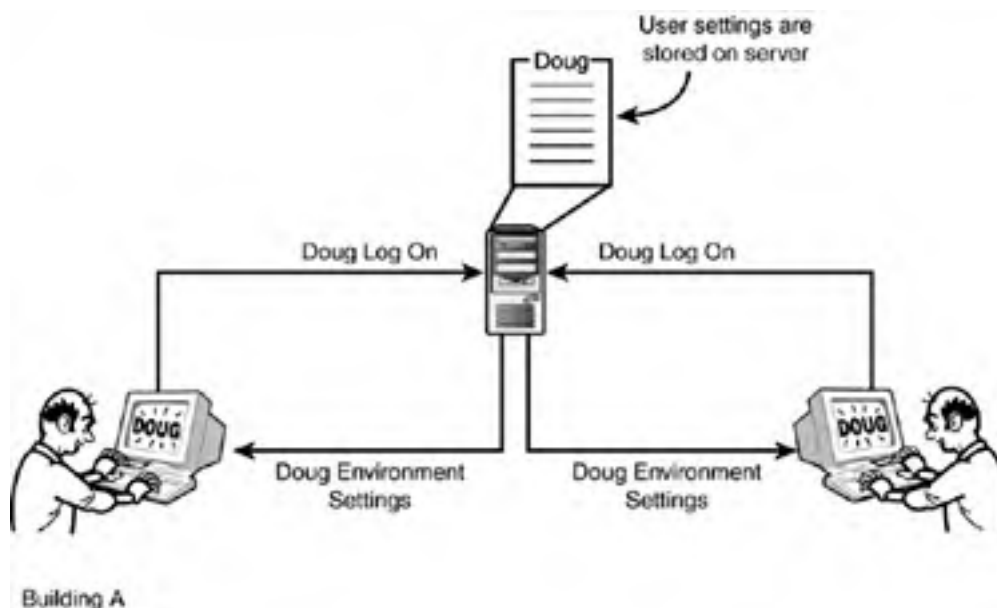 User settings are
stored on server
Doug
Doug Log On
Doug Log On
DOUG
DOUG
Doug Environment
Settings
Doug Environment
Settings
Building A